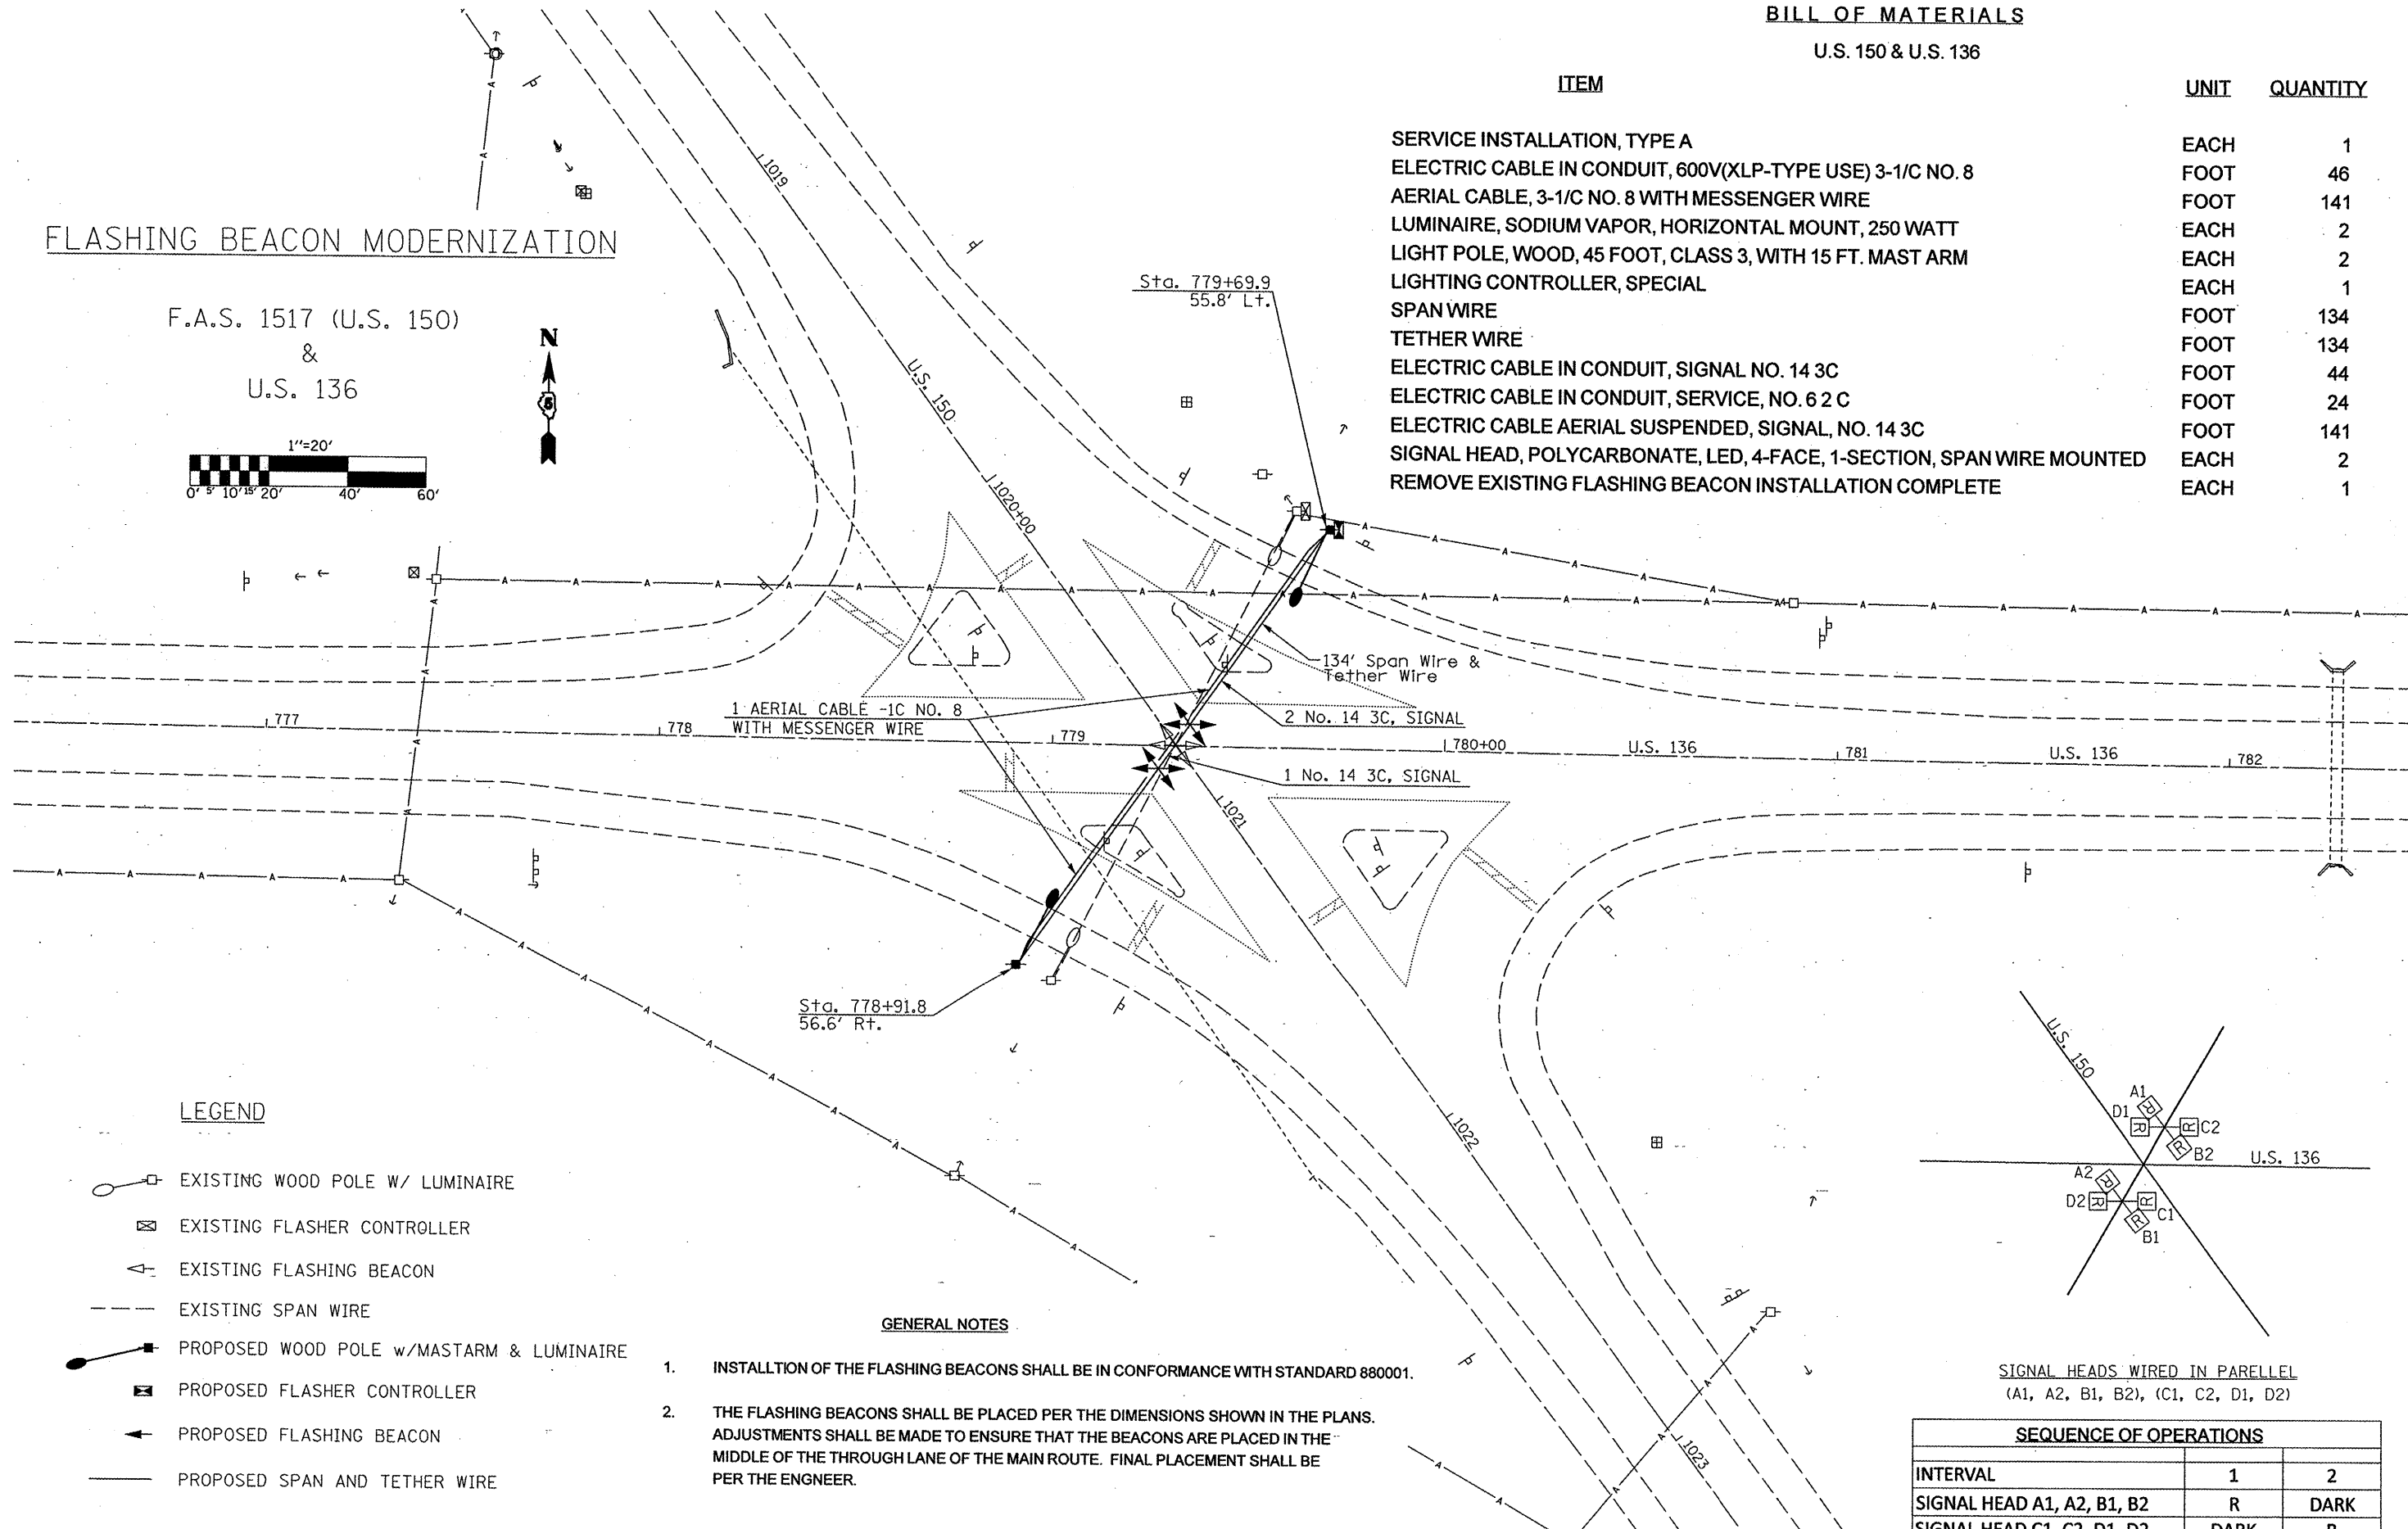 BILL OF MATERIALS
U.S. 150 & U.S. 136
ITEM UNIT QUANTITY
SERVICE INSTALLATION, TYPE A EACH 1
ELECTRIC CABLE IN CONDUIT, 600V(XLP-TYPE USE) 3-1/C NO. 8 FOOT 46
AERIAL CABLE, 3-1/C NO. 8 WITH MESSENGER WIRE FOOT 141
LUMINAIRE, SODIUM VAPOR, HORIZONTAL MOUNT, 250 WATT EACH 2
LIGHT POLE, WOOD, 45 FOOT, CLASS 3, WITH 15 FT. MAST ARM EACH 2
LIGHTING CONTROLLER, SPECIAL EACH 1
SPAN WIRE FOOT 134
TETHER WIRE FOOT 134
ELECTRIC CABLE IN CONDUIT, SIGNAL NO. 14 3C FOOT 44
ELECTRIC CABLE IN CONDUIT, SERVICE, NO. 6 2 C FOOT 24
ELECTRIC CABLE AERIAL SUSPENDED, SIGNAL, NO. 14 3C FOOT 141
SIGNAL HEAD, POLYCARBONATE, LED, 4-FACE, 1-SECTION, SPAN WIRE MOUNTED EACH 2
REMOVE EXISTING FLASHING BEACON INSTALLATION COMPLETE EACH 1
FLASHING BEACON MODERNIZATION
F.A.S. 1517 (U.S. 150)
&
U.S. 136
N
5
1"=20'
0' 5' 10' 15' 20' 40' 60'
1019
U.S. 150
1020+00
Sta. 779+69.9
55.8' Lt.
134' Span Wire &
Tether Wire
1 AERIAL CABLE -1C NO. 8
WITH MESSENGER WIRE
2 No. 14 3C, SIGNAL
777
778
779
780+00
U.S. 136
781
U.S. 136
782
1 No. 14 3C, SIGNAL
1021
Sta. 778+91.8
56.6' Rt.
1022
1023
LEGEND
EXISTING WOOD POLE W/ LUMINAIRE
EXISTING FLASHER CONTROLLER
EXISTING FLASHING BEACON
EXISTING SPAN WIRE
PROPOSED WOOD POLE w/MASTARM & LUMINAIRE
PROPOSED FLASHER CONTROLLER
PROPOSED FLASHING BEACON
PROPOSED SPAN AND TETHER WIRE
GENERAL NOTES
1. INSTALLTION OF THE FLASHING BEACONS SHALL BE IN CONFORMANCE WITH STANDARD 880001.
2. THE FLASHING BEACONS SHALL BE PLACED PER THE DIMENSIONS SHOWN IN THE PLANS.
ADJUSTMENTS SHALL BE MADE TO ENSURE THAT THE BEACONS ARE PLACED IN THE
MIDDLE OF THE THROUGH LANE OF THE MAIN ROUTE. FINAL PLACEMENT SHALL BE
PER THE ENGNEER.
U.S. 150
A1
D1 R R R C2
R B2
U.S. 136
A2 R
D2 R R C1
R B1
SIGNAL HEADS WIRED IN PARELLEL
(A1, A2, B1, B2), (C1, C2, D1, D2)
SEQUENCE OF OPERATIONS
INTERVAL 1 2
SIGNAL HEAD A1, A2, B1, B2 R DARK
SIGNAL HEAD C1, C2, D1, D2 DARK R